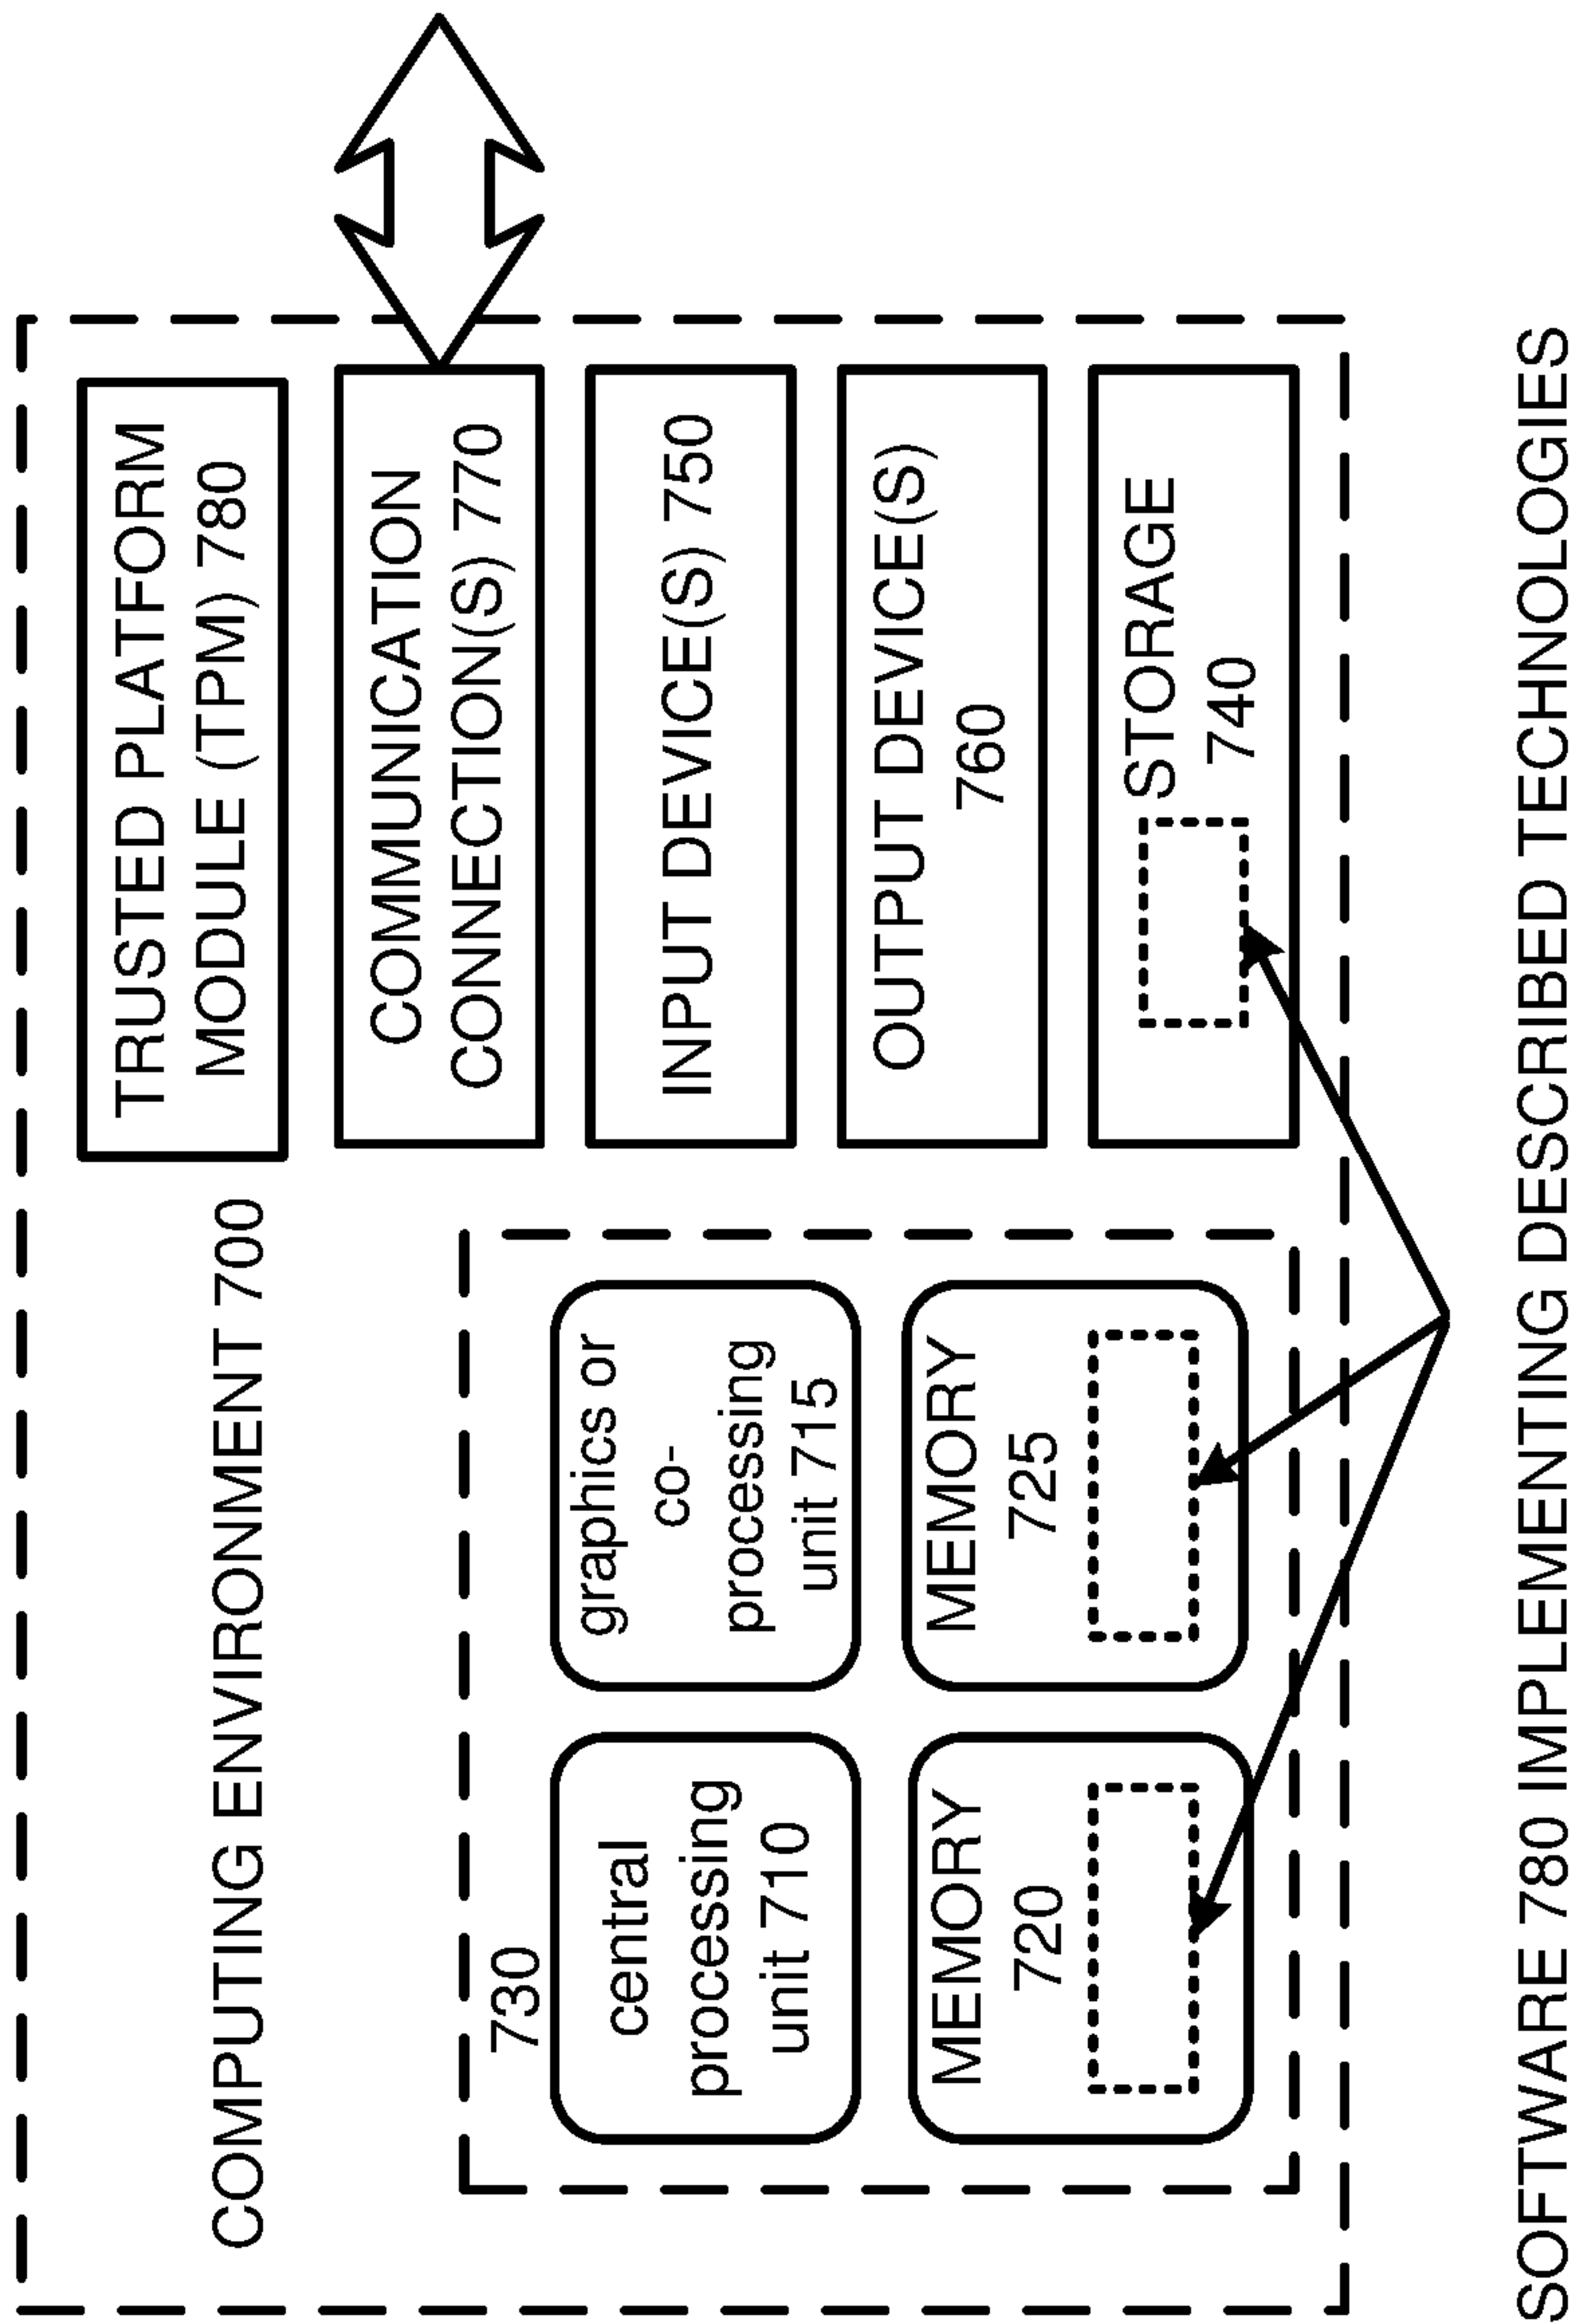 COMPUTING ENVIRONMENT 700
730
central
processing
unit 710
graphics or
co-
processing
unit 715
MEMORY
720
MEMORY
725
TRUSTED PLATFORM
MODULE (TPM) 780
COMMUNICATION
CONNECTION(S) 770
INPUT DEVICE(S) 750
OUTPUT DEVICE(S)
760
STORAGE
740
SOFTWARE 780 IMPLEMENTING DESCRIBED TECHNOLOGIES